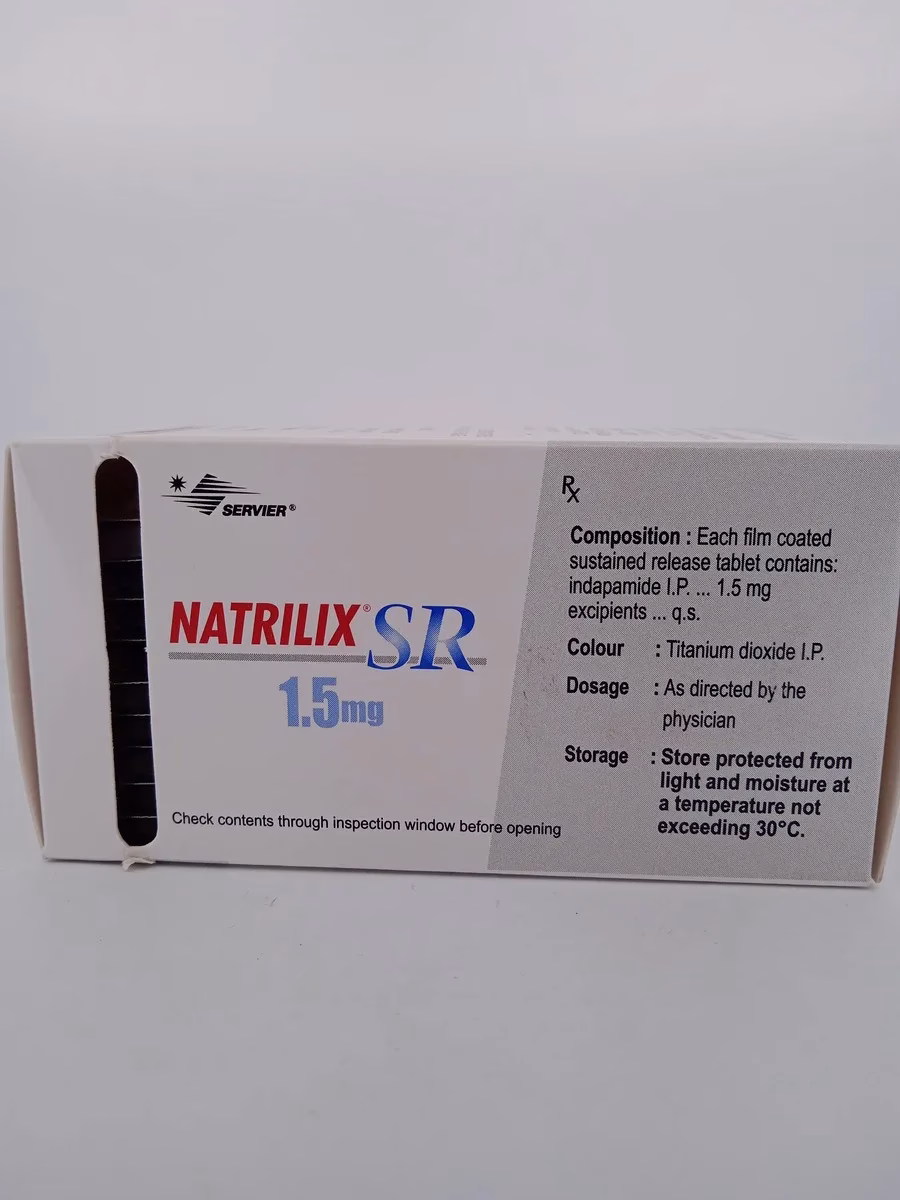 SERVIER®
NATRILIX® SR
1.5mg
Check contents through inspection window before opening
Rx
Composition : Each film coated
sustained release tablet contains:
indapamide I.P. ... 1.5 mg
excipients ... q.s.
Colour : Titanium dioxide I.P.
Dosage : As directed by the
physician
Storage : Store protected from
light and moisture at
a temperature not
exceeding 30°C.